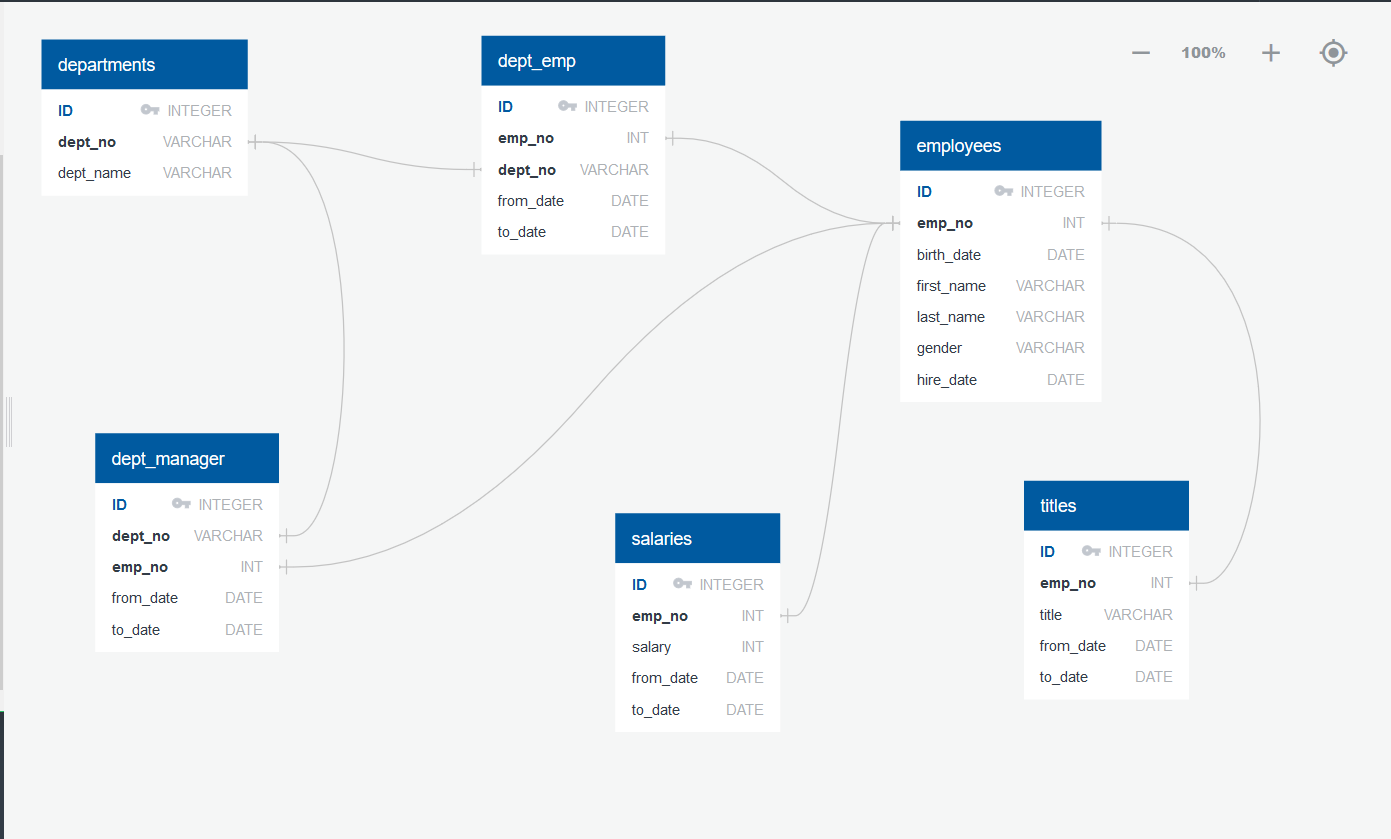 100%
departments
ID INTEGER
dept_no VARCHAR
dept_name VARCHAR
dept_emp
ID INTEGER
emp_no INT
dept_no VARCHAR
from_date DATE
to_date DATE
employees
ID INTEGER
emp_no INT
birth_date DATE
first_name VARCHAR
last_name VARCHAR
gender VARCHAR
hire_date DATE
dept_manager
ID INTEGER
dept_no VARCHAR
emp_no INT
from_date DATE
to_date DATE
salaries
ID INTEGER
emp_no INT
salary INT
from_date DATE
to_date DATE
titles
ID INTEGER
emp_no INT
title VARCHAR
from_date DATE
to_date DATE